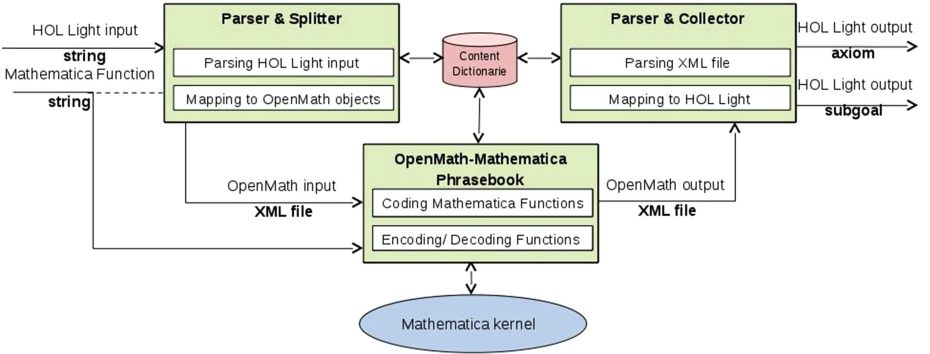 HOL Light input
string
Mathematica Function
string
Parser & Splitter
Parsing HOL Light input
Mapping to OpenMath objects
Content
Dictionarie
Parser & Collector
Parsing XML file
Mapping to HOL Light
HOL Light output
axiom
HOL Light output
subgoal
OpenMath input
XML file
OpenMath-Mathematica
Phrasebook
Coding Mathematica Functions
Encoding/ Decoding Functions
OpenMath output
XML file
Mathematica kernel